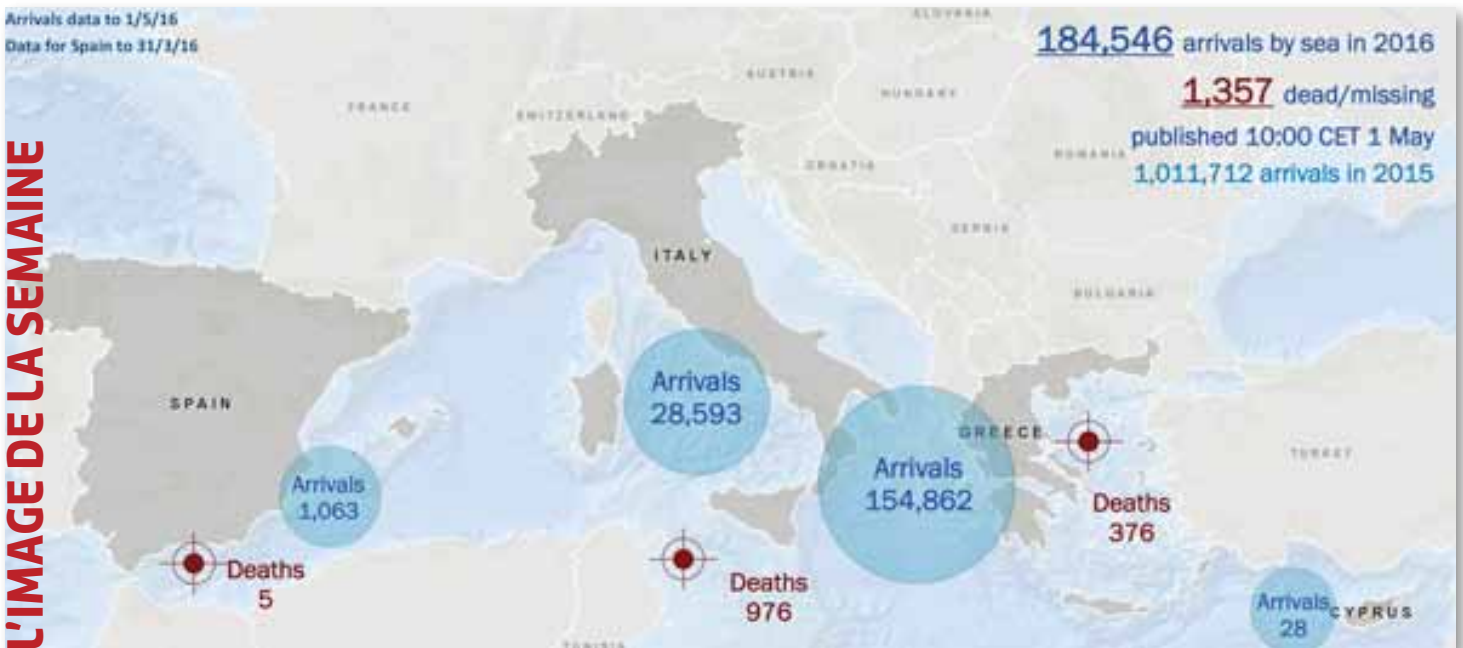 Arrivals data to 1/5/16
Data for Spain to 31/3/16
L'IMAGE DE LA SEMAINE
184,546 arrivals by sea in 2016
1,357 dead/missing
published 10:00 CET 1 May
1,011,712 arrivals in 2015
SLOVAKIA
AUSTRIA
HUNGARY
FRANCE
SWITZERLAND
ROMANIA
CROATIA
SERBIA
ITALY
BULGARIA
SPAIN
Arrivals
28,593
GREECE
TURKEY
Arrivals
154,862
Arrivals
1,063
Deaths
376
Deaths
5
Deaths
976
Arrivals
28
CYPRUS
TUNISIA